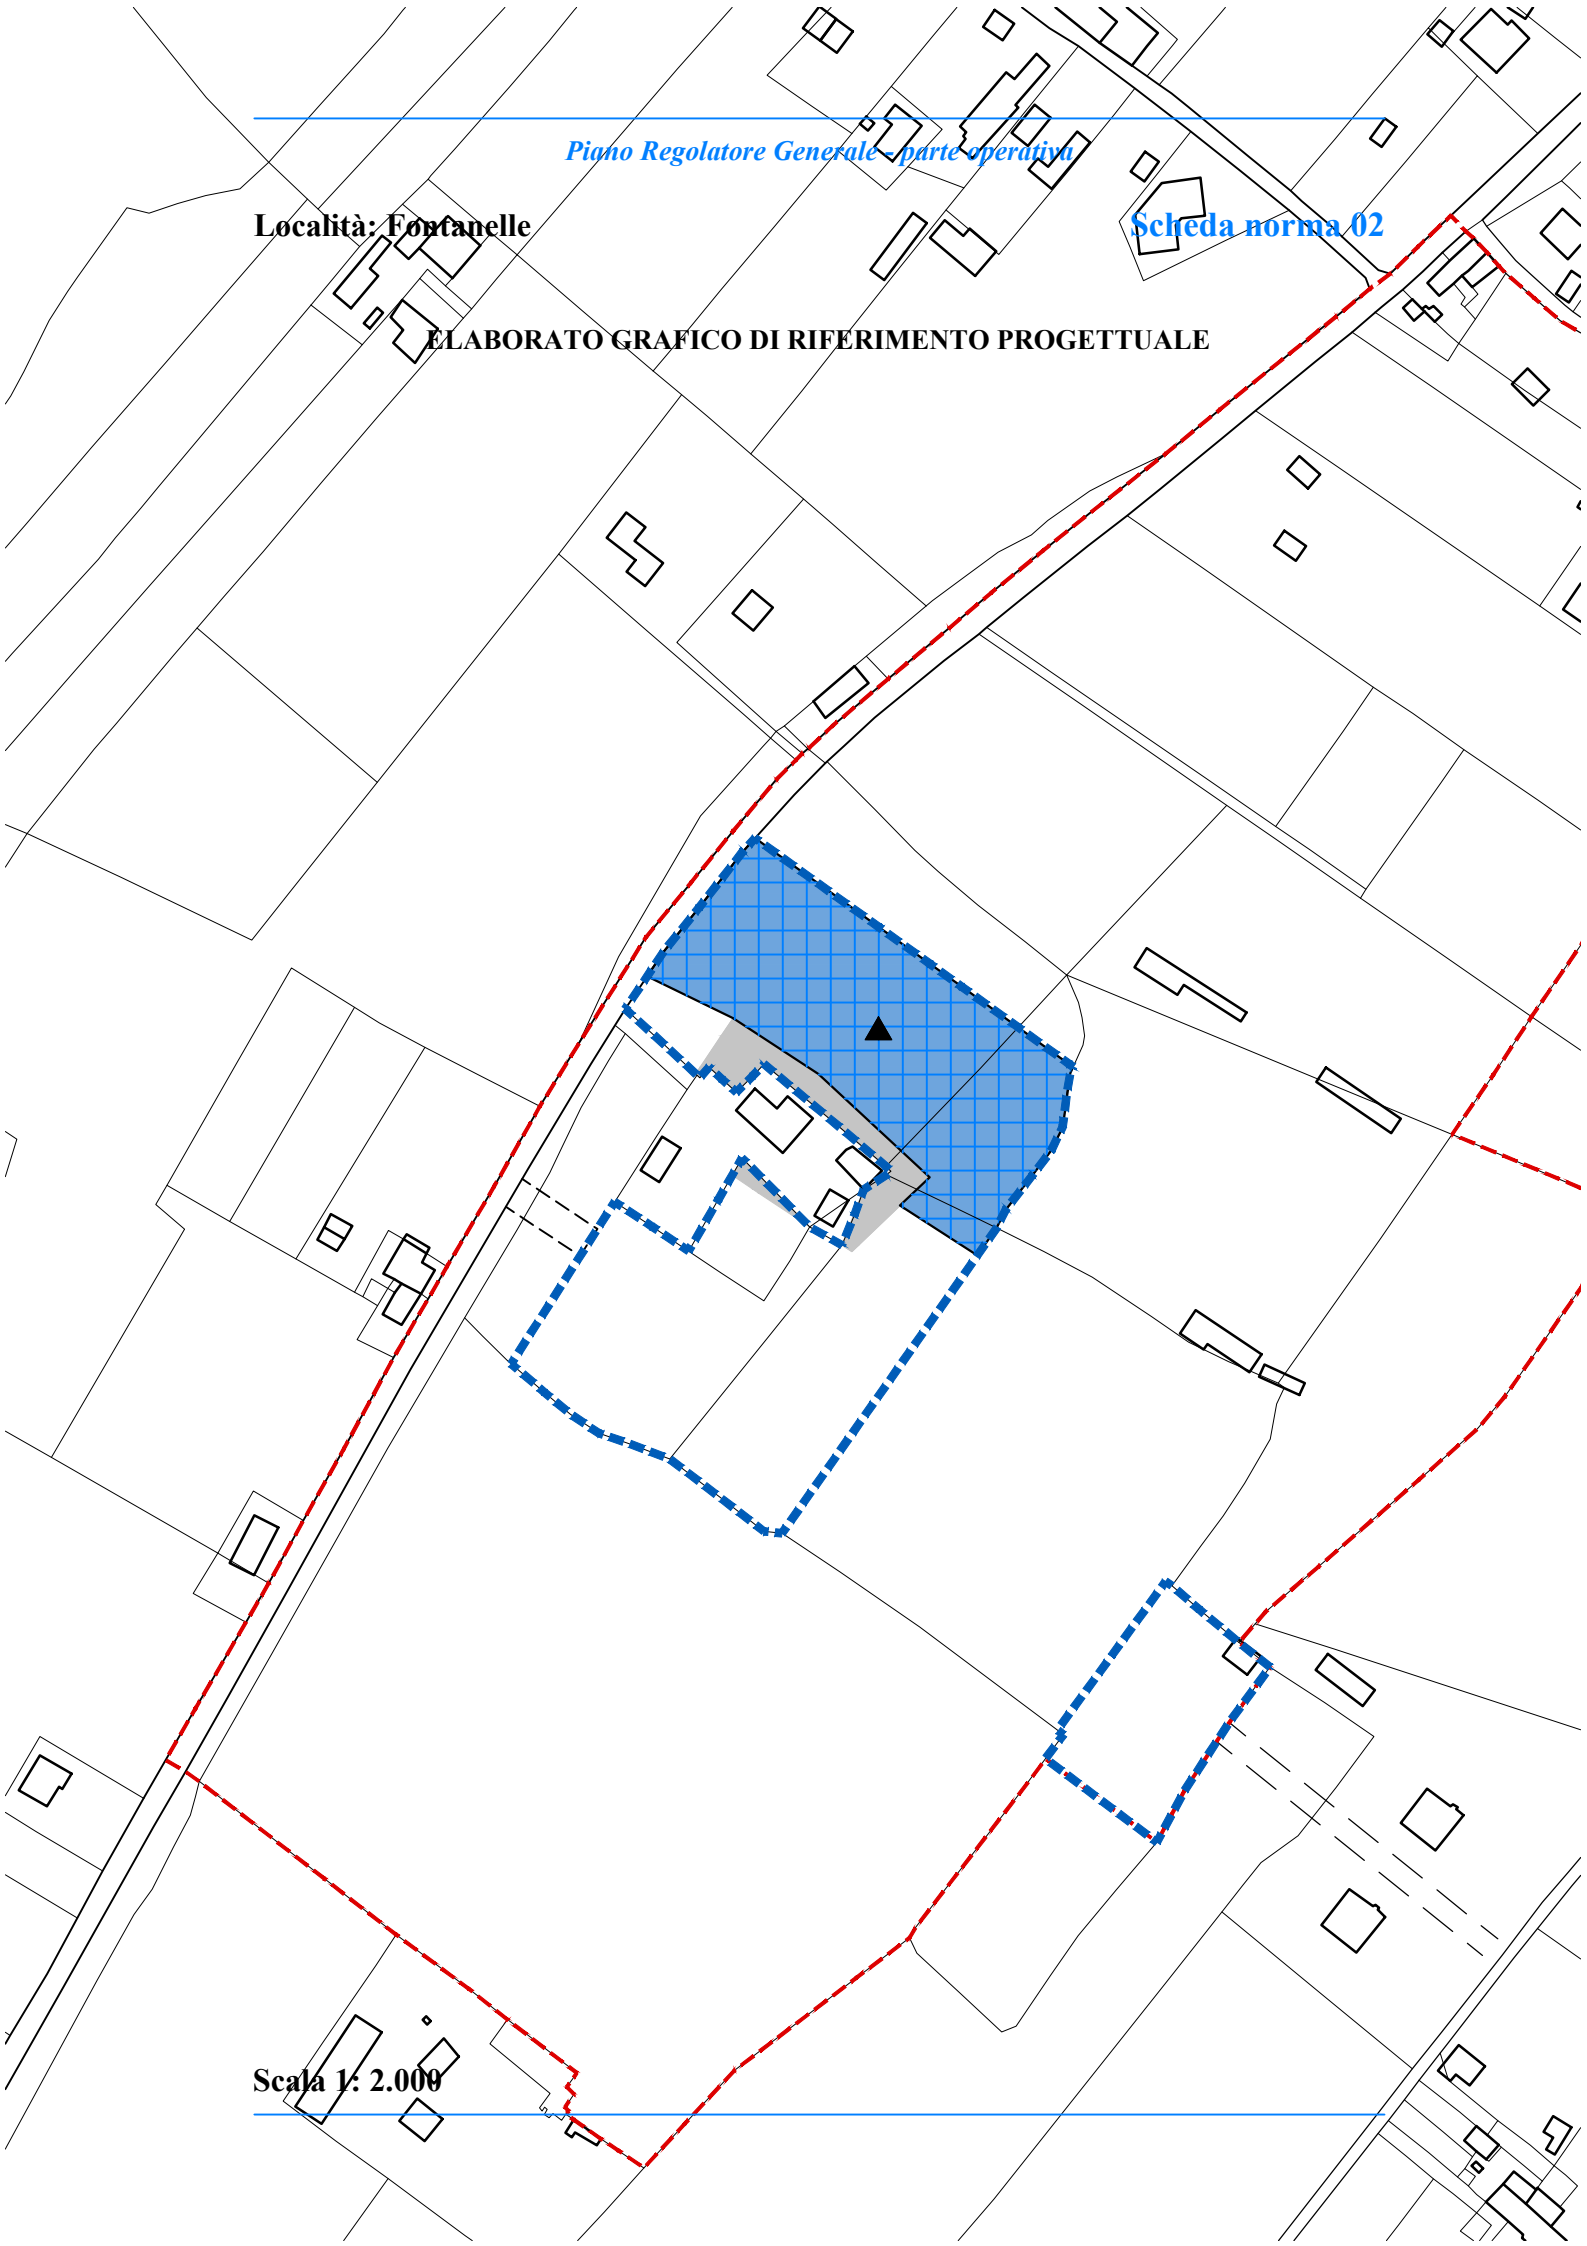 Piano Regolatore Generale - parte operativa
Località: Fontanelle
Scheda norma 02
ELABORATO GRAFICO DI RIFERIMENTO PROGETTUALE
Scala 1: 2.000